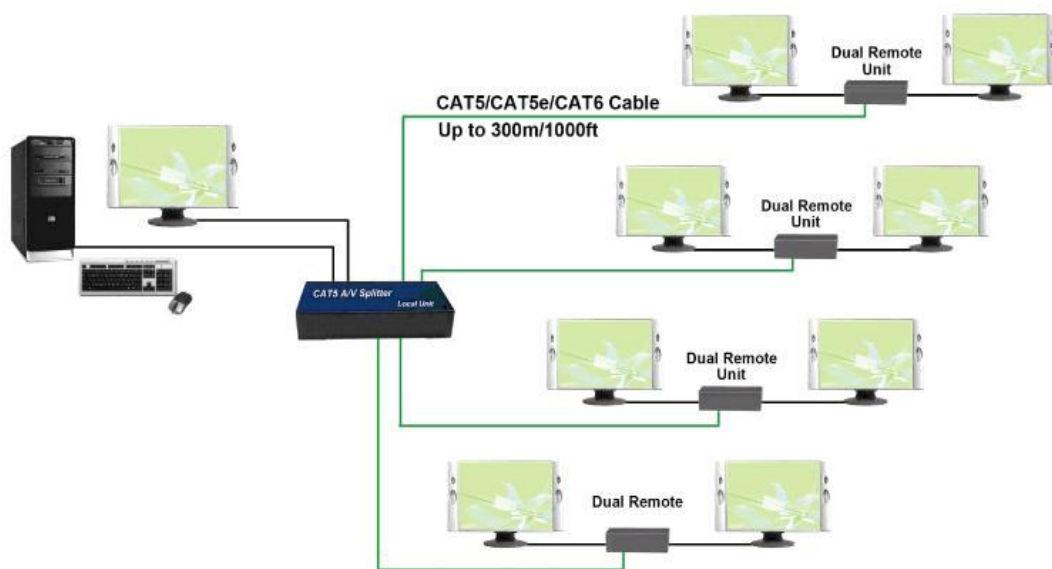 Dual Remote
Unit
CAT5/CAT5e/CAT6 Cable
Up to 300m/1000ft
Dual Remote
Unit
CAT5 A/V Splitter
Local Unit
Dual Remote
Unit
Dual Remote